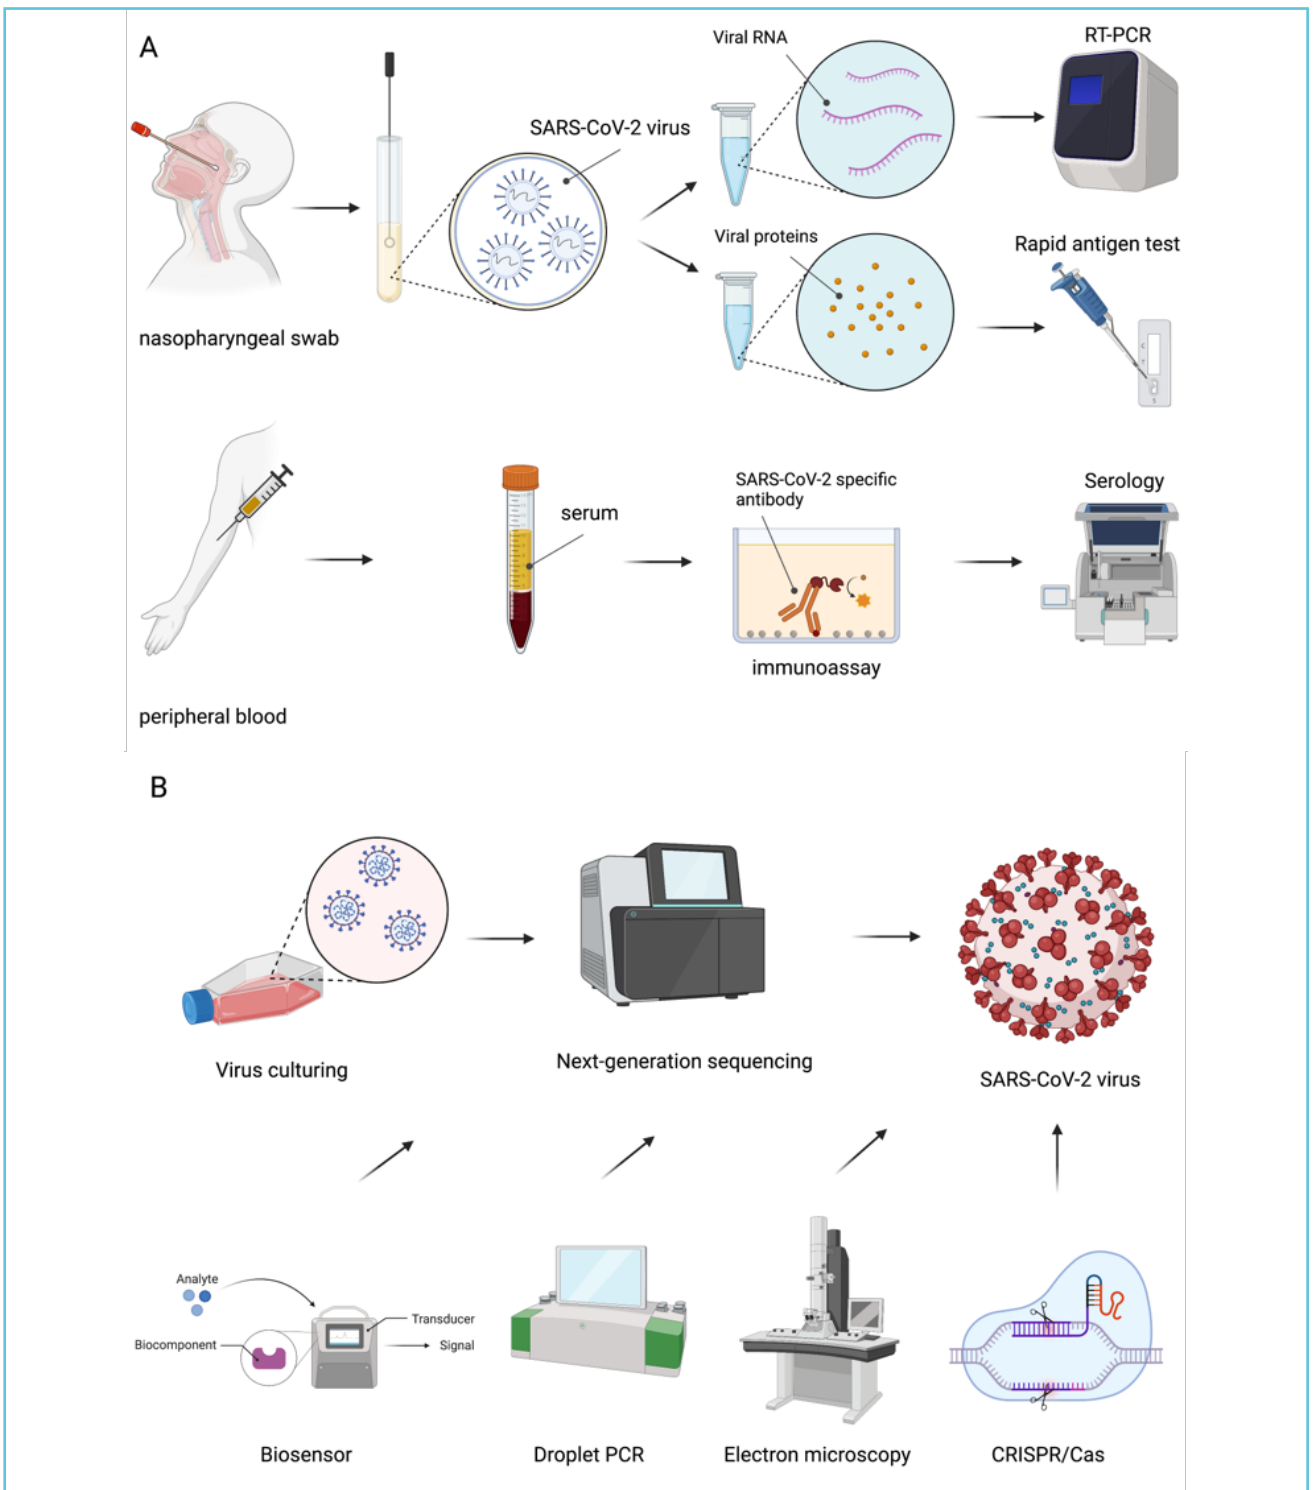 A
Viral RNA
RT-PCR
SARS-CoV-2 virus
Viral proteins
Rapid antigen test
nasopharyngeal swab
SARS-CoV-2 specific
antibody
Serology
serum
immunoassay
peripheral blood
B
Virus culturing
Next-generation sequencing
SARS-CoV-2 virus
Analyte
Transducer
Biocomponent
Signal
Biosensor
Droplet PCR
Electron microscopy
CRISPR/Cas